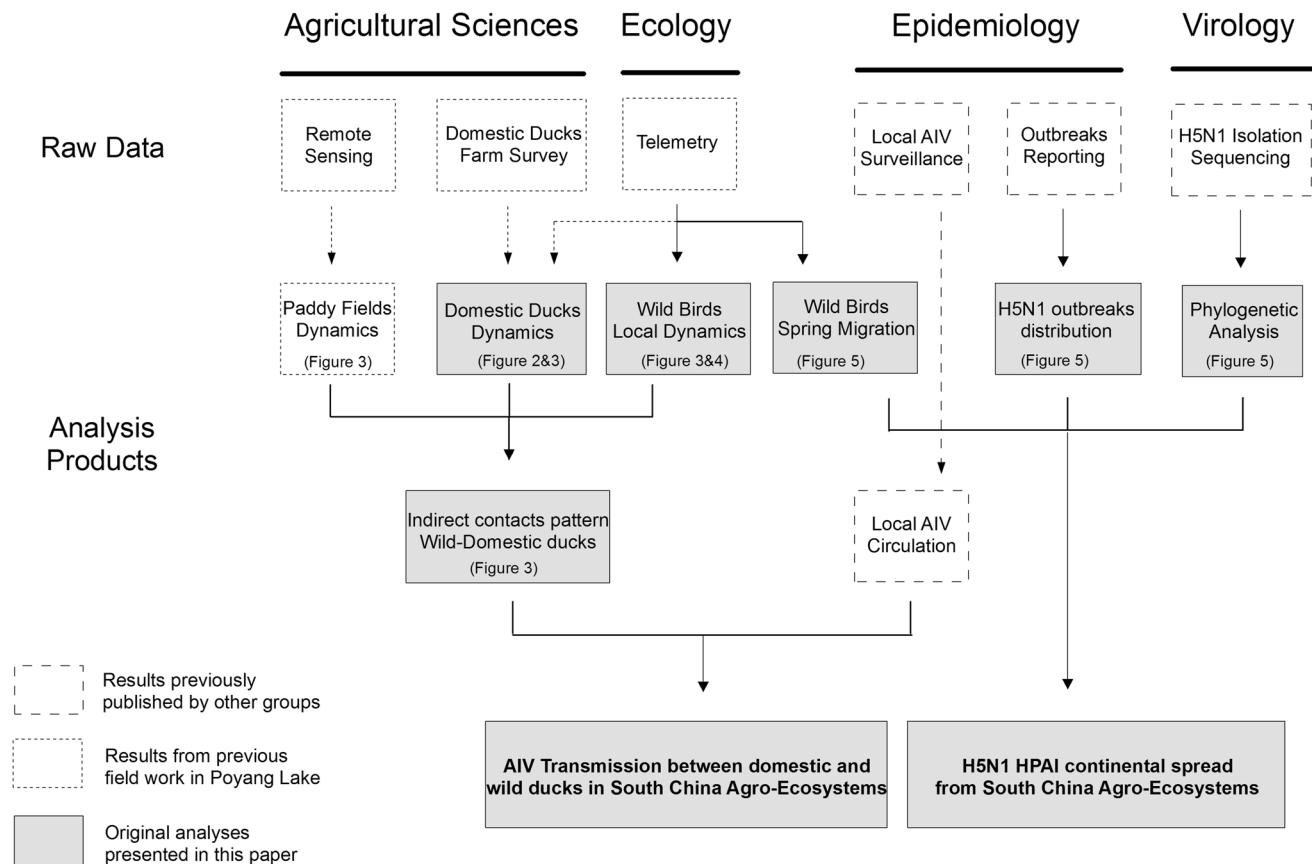 Agricultural Sciences
Ecology
Epidemiology
Virology
Raw Data
Remote
Sensing
Domestic Ducks
Farm Survey
Telemetry
Local AIV
Surveillance
Outbreaks
Reporting
H5N1 Isolation
Sequencing
Paddy Fields
Dynamics
(Figure 3)
Domestic Ducks
Dynamics
(Figure 2&3)
Wild Birds
Local Dynamics
(Figure 3&4)
Wild Birds
Spring Migration
(Figure 5)
H5N1 outbreaks
distribution
(Figure 5)
Phylogenetic
Analysis
(Figure 5)
Analysis
Products
Indirect contacts pattern
Wild-Domestic ducks
(Figure 3)
Local AIV
Circulation
Results previously
published by other groups
Results from previous
field work in Poyang Lake
Original analyses
presented in this paper
AIV Transmission between domestic and
wild ducks in South China Agro-Ecosystems
H5N1 HPAI continental spread
from South China Agro-Ecosystems